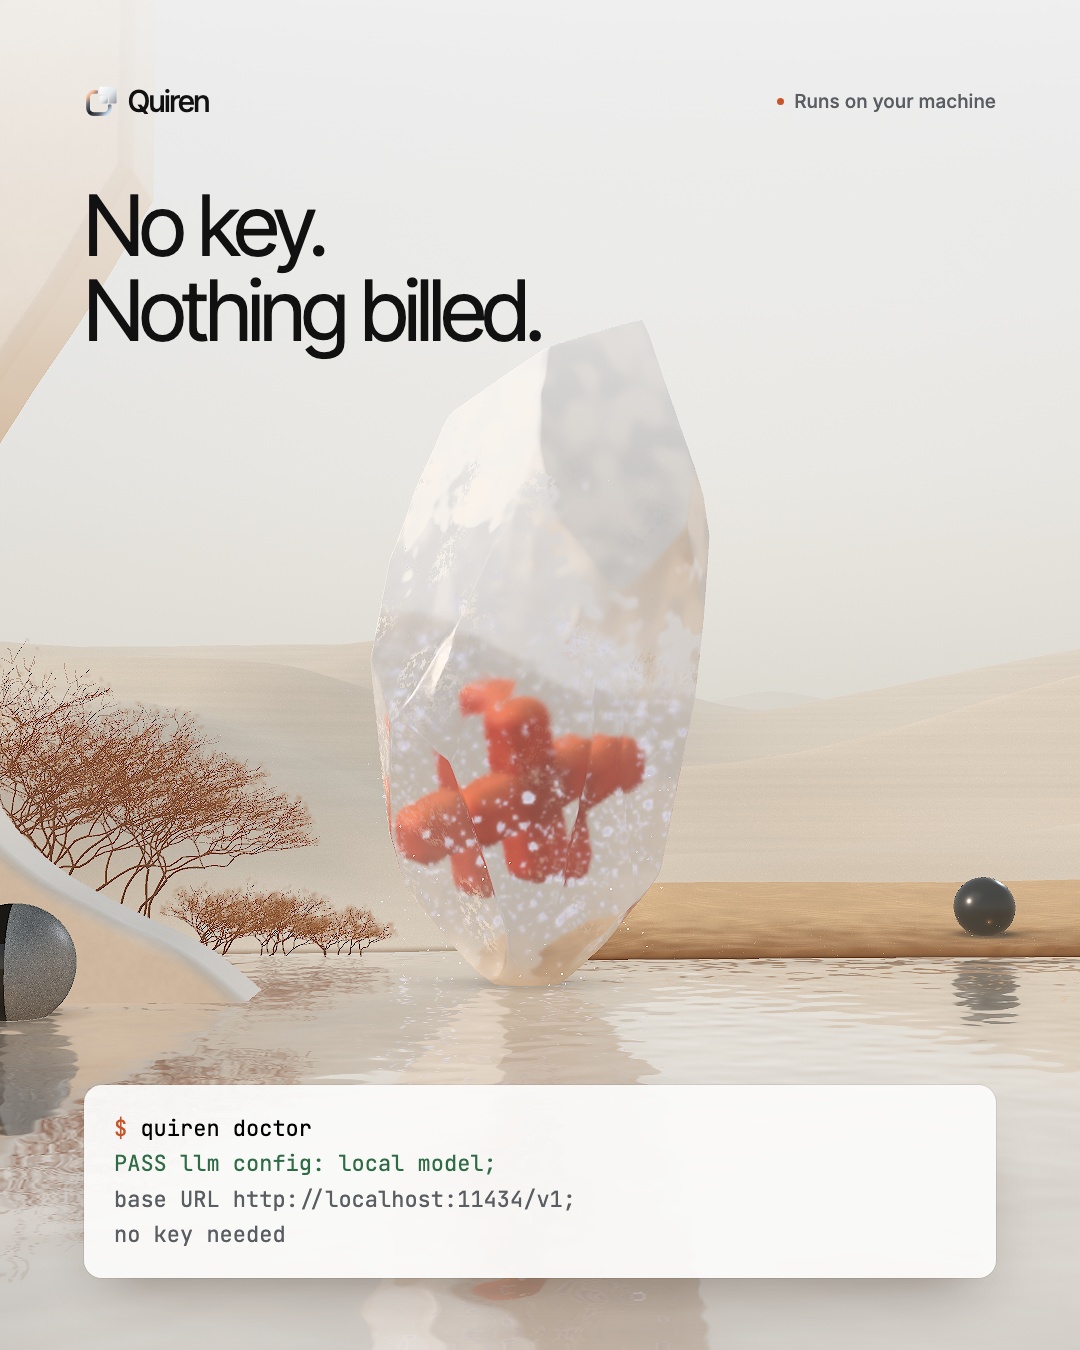 Quiren
Runs on your machine
No key.
Nothing billed.
$ quiren doctor
PASS llm config: local model;
base URL http://localhost:11434/v1;
no key needed